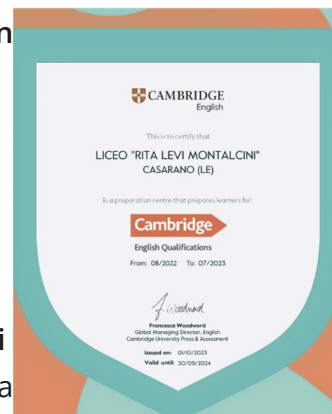 n
CAMBRIDGE
English
This is to certify that
LICEO "RITA LEVI MONTALCINI"
CASARANO (LE)
is a preparation centre that prepares learners for:
Cambridge
English Qualifications
From: 08/2022 To: 07/2023
F. Woodward
Francesca Woodward
Global Managing Director, English
Cambridge University Press & Assessment
Issued on: 01/10/2023
Valid until: 30/09/2024
i
a